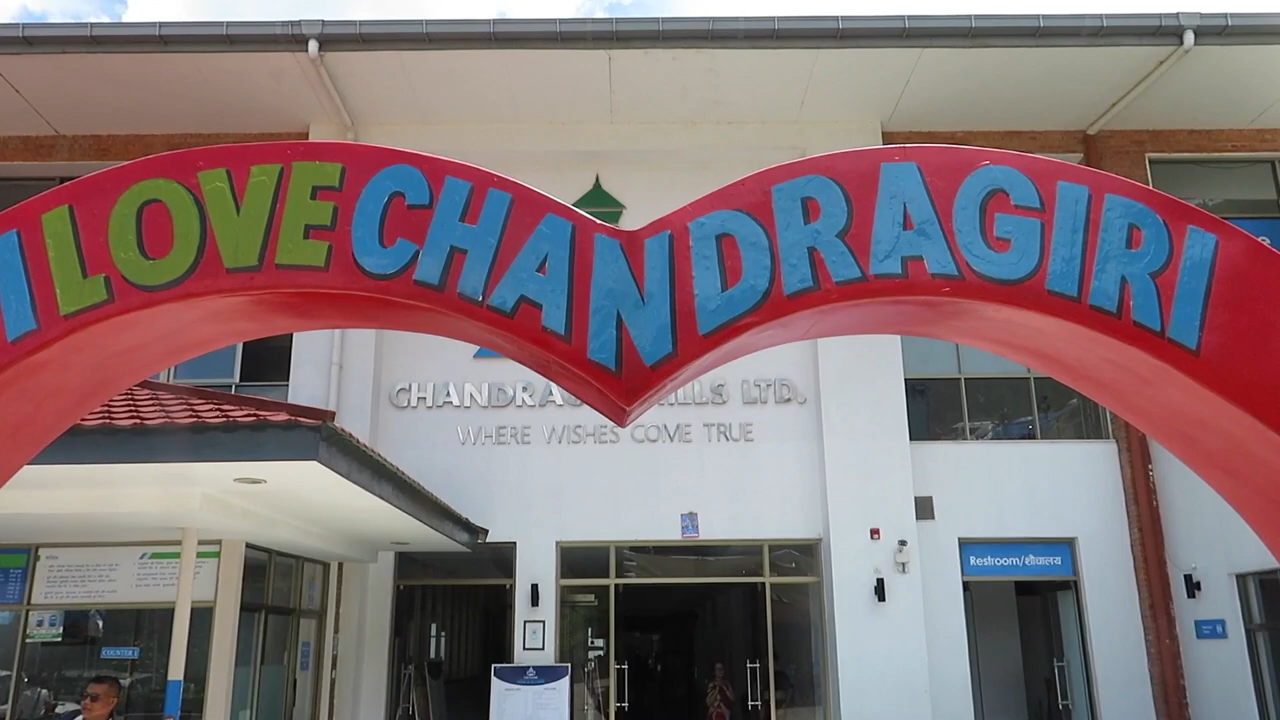 I LOVE CHANDRAGIRI
CHANDRAG HILLS LTD.
WHERE WISHES COME TRUE
Restroom/शौचालय
COUNTER 1